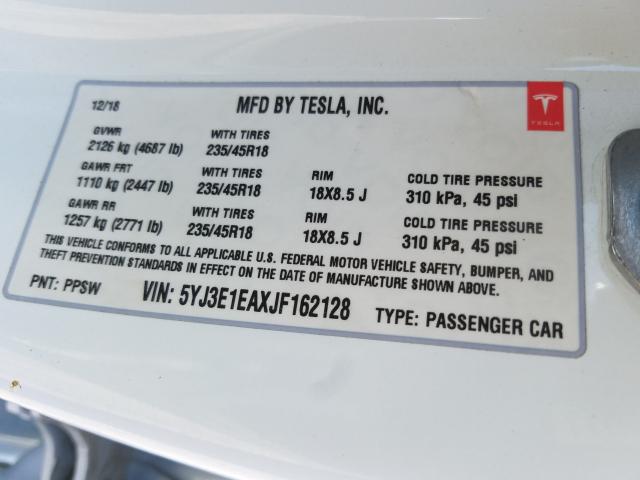 12/18 MFD BY TESLA, INC.
TESLA
GVWR WITH TIRES
2126 kg (4687 lb) 235/45R18
GAWR FRT WITH TIRES RIM COLD TIRE PRESSURE
1110 kg (2447 lb) 235/45R18 18X8.5 J 310 kPa, 45 psi
GAWR RR WITH TIRES RIM COLD TIRE PRESSURE
1257 kg (2771 lb) 235/45R18 18X8.5 J 310 kPa, 45 psi
THIS VEHICLE CONFORMS TO ALL APPLICABLE U.S. FEDERAL MOTOR VEHICLE SAFETY, BUMPER, AND
THEFT PREVENTION STANDARDS IN EFFECT ON THE DATE OF MANUFACTURE SHOWN ABOVE.
PNT: PPSW VIN: 5YJ3E1EAXJF162128 TYPE: PASSENGER CAR